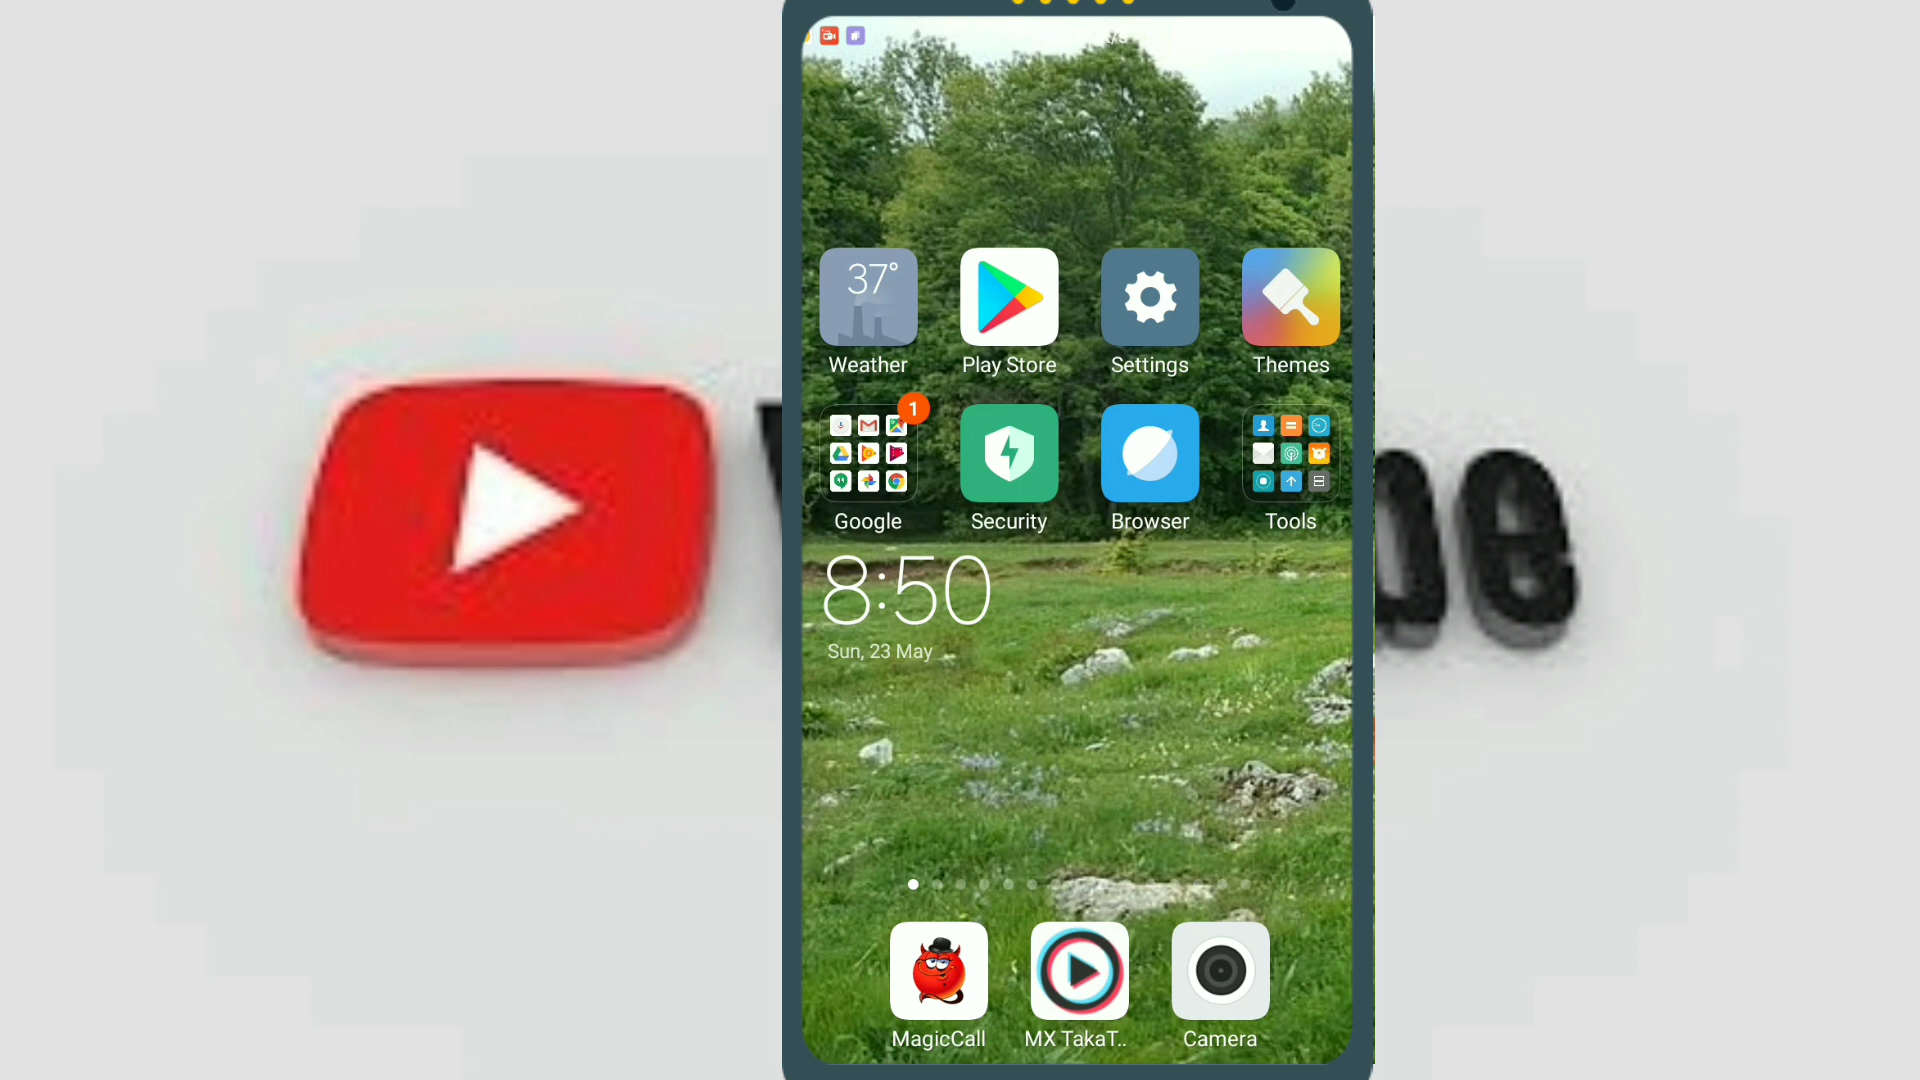 37°
Weather
Play Store
Settings
Themes
1
Google
Security
Browser
Tools
8:50
Sun, 23 May
MagicCall
MX TakaT..
Camera